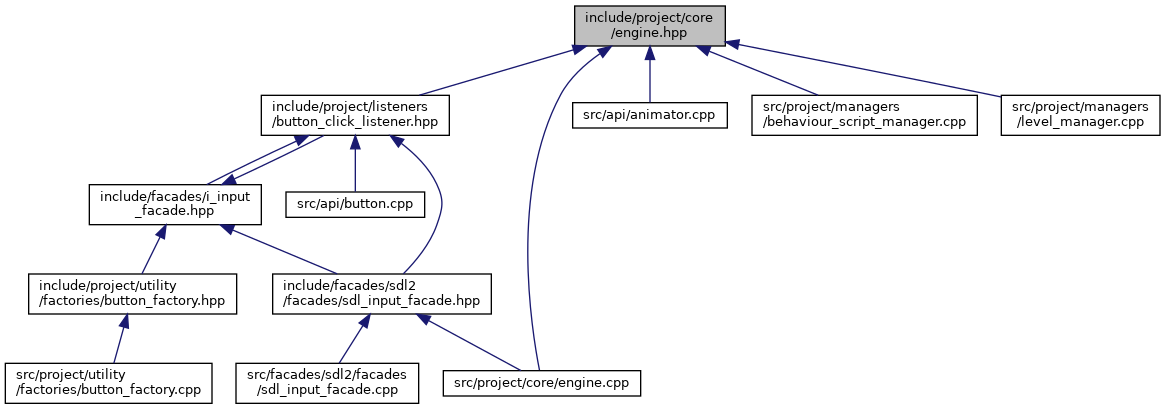 include/project/core
/engine.hpp
include/project/listeners
/button_click_listener.hpp
src/api/animator.cpp
src/project/managers
/behaviour_script_manager.cpp
src/project/managers
/level_manager.cpp
include/facades/i_input
_facade.hpp
src/api/button.cpp
include/project/utility
/factories/button_factory.hpp
include/facades/sdl2
/facades/sdl_input_facade.hpp
src/project/utility
/factories/button_factory.cpp
src/facades/sdl2/facades
/sdl_input_facade.cpp
src/project/core/engine.cpp